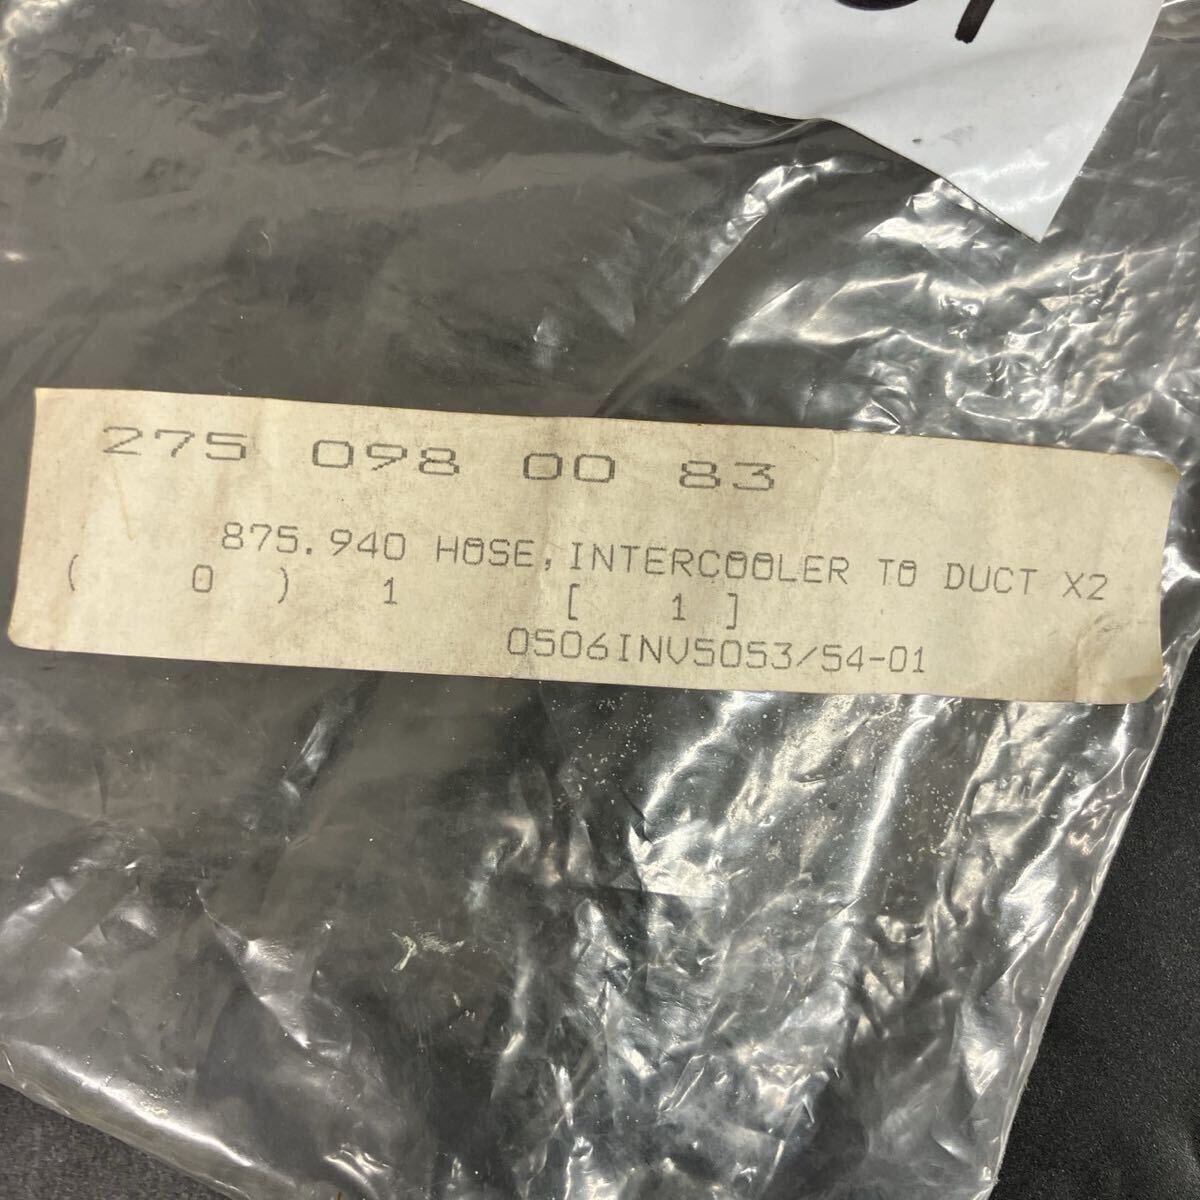 275 098 00 83
875.940 HOSE,INTERCOOLER TO DUCT X2
( 0 ) 1 [ 1 ]
0506INV5053/54-01